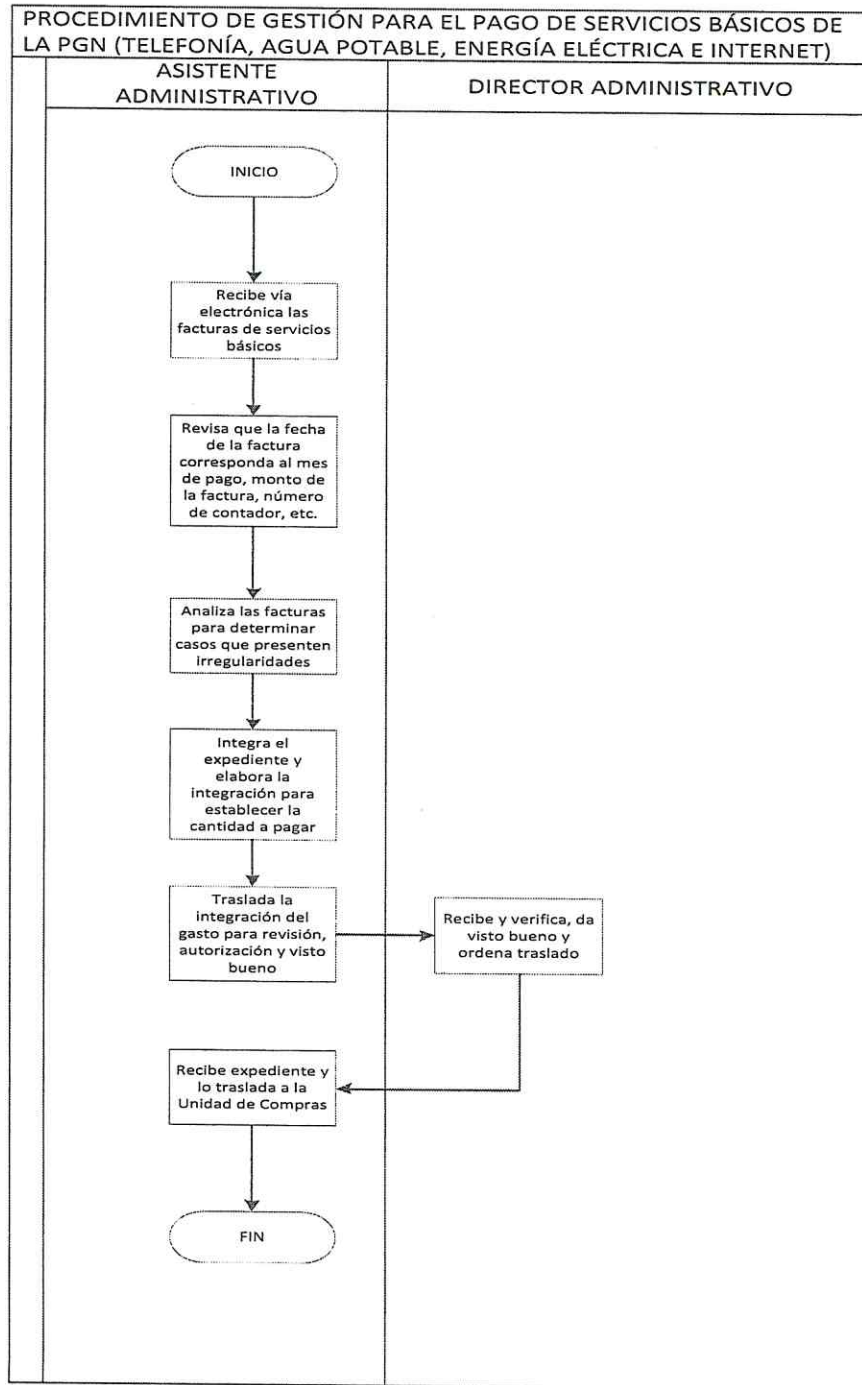 PROCEDIMIENTO DE GESTIÓN PARA EL PAGO DE SERVICIOS BÁSICOS DE
LA PGN (TELEFONÍA, AGUA POTABLE, ENERGÍA ELÉCTRICA E INTERNET)
ASISTENTE
ADMINISTRATIVO
DIRECTOR ADMINISTRATIVO
INICIO
Recibe vía
electrónica las
facturas de servicios
básicos
Revisa que la fecha
de la factura
corresponda al mes
de pago, monto de
la factura, número
de contador, etc.
Analiza las facturas
para determinar
casos que presenten
irregularidades
Integra el
expediente y
elabora la
integración para
establecer la
cantidad a pagar
Traslada la
integración del
gasto para revisión,
autorización y visto
bueno
Recibe y verifica, da
visto bueno y
ordena traslado
Recibe expediente y
lo traslada a la
Unidad de Compras
FIN